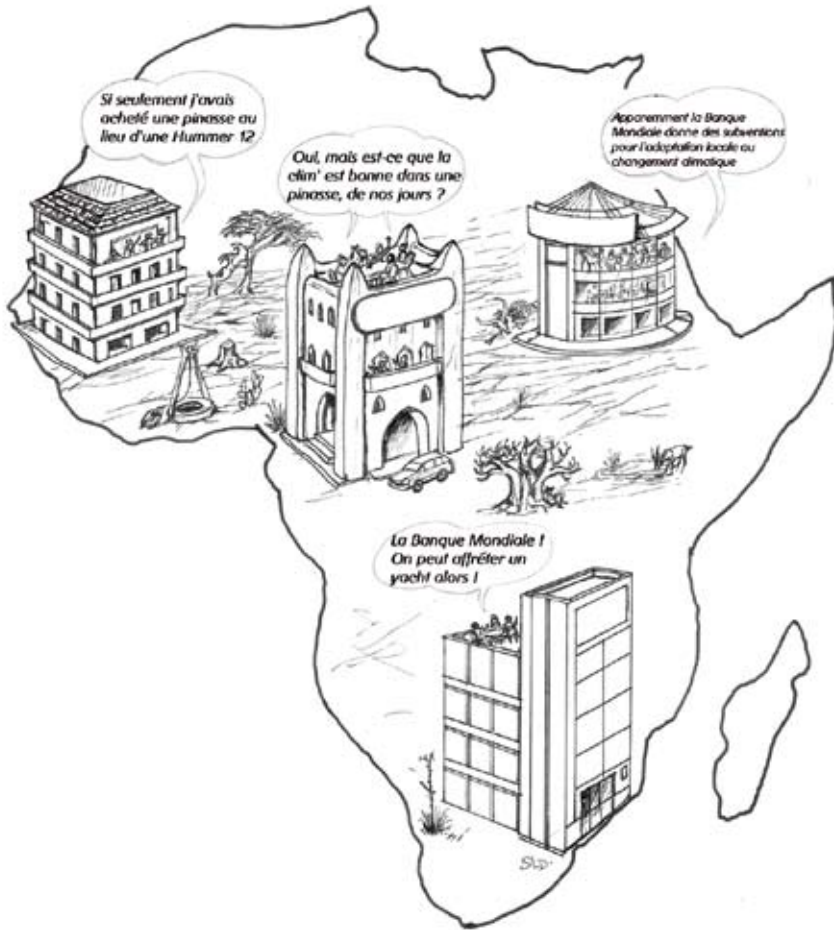 Si seulement j'avais
acheté une pinasse au
lieu d'une Hummer 12
Oui, mais est-ce que la
clim' est bonne dans une
pinasse, de nos jours ?
Apparemment la Banque
Mondiale donne des subventions
pour l'adaptation locale au
changement climatique
La Banque Mondiale !
On peut affréter un
yacht alors !